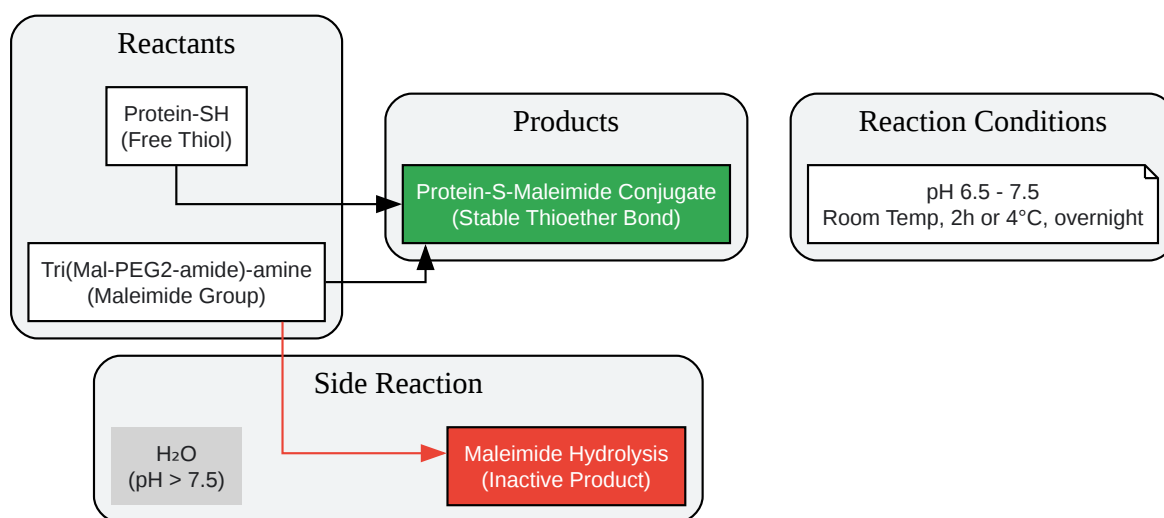 Reactants
Protein-SH
(Free Thiol)
Tri(Mal-PEG2-amide)-amine
(Maleimide Group)
Products
Protein-S-Maleimide Conjugate
(Stable Thioether Bond)
Reaction Conditions
pH 6.5 - 7.5
Room Temp, 2h or 4°C, overnight
Side Reaction
H₂O
(pH > 7.5)
Maleimide Hydrolysis
(Inactive Product)